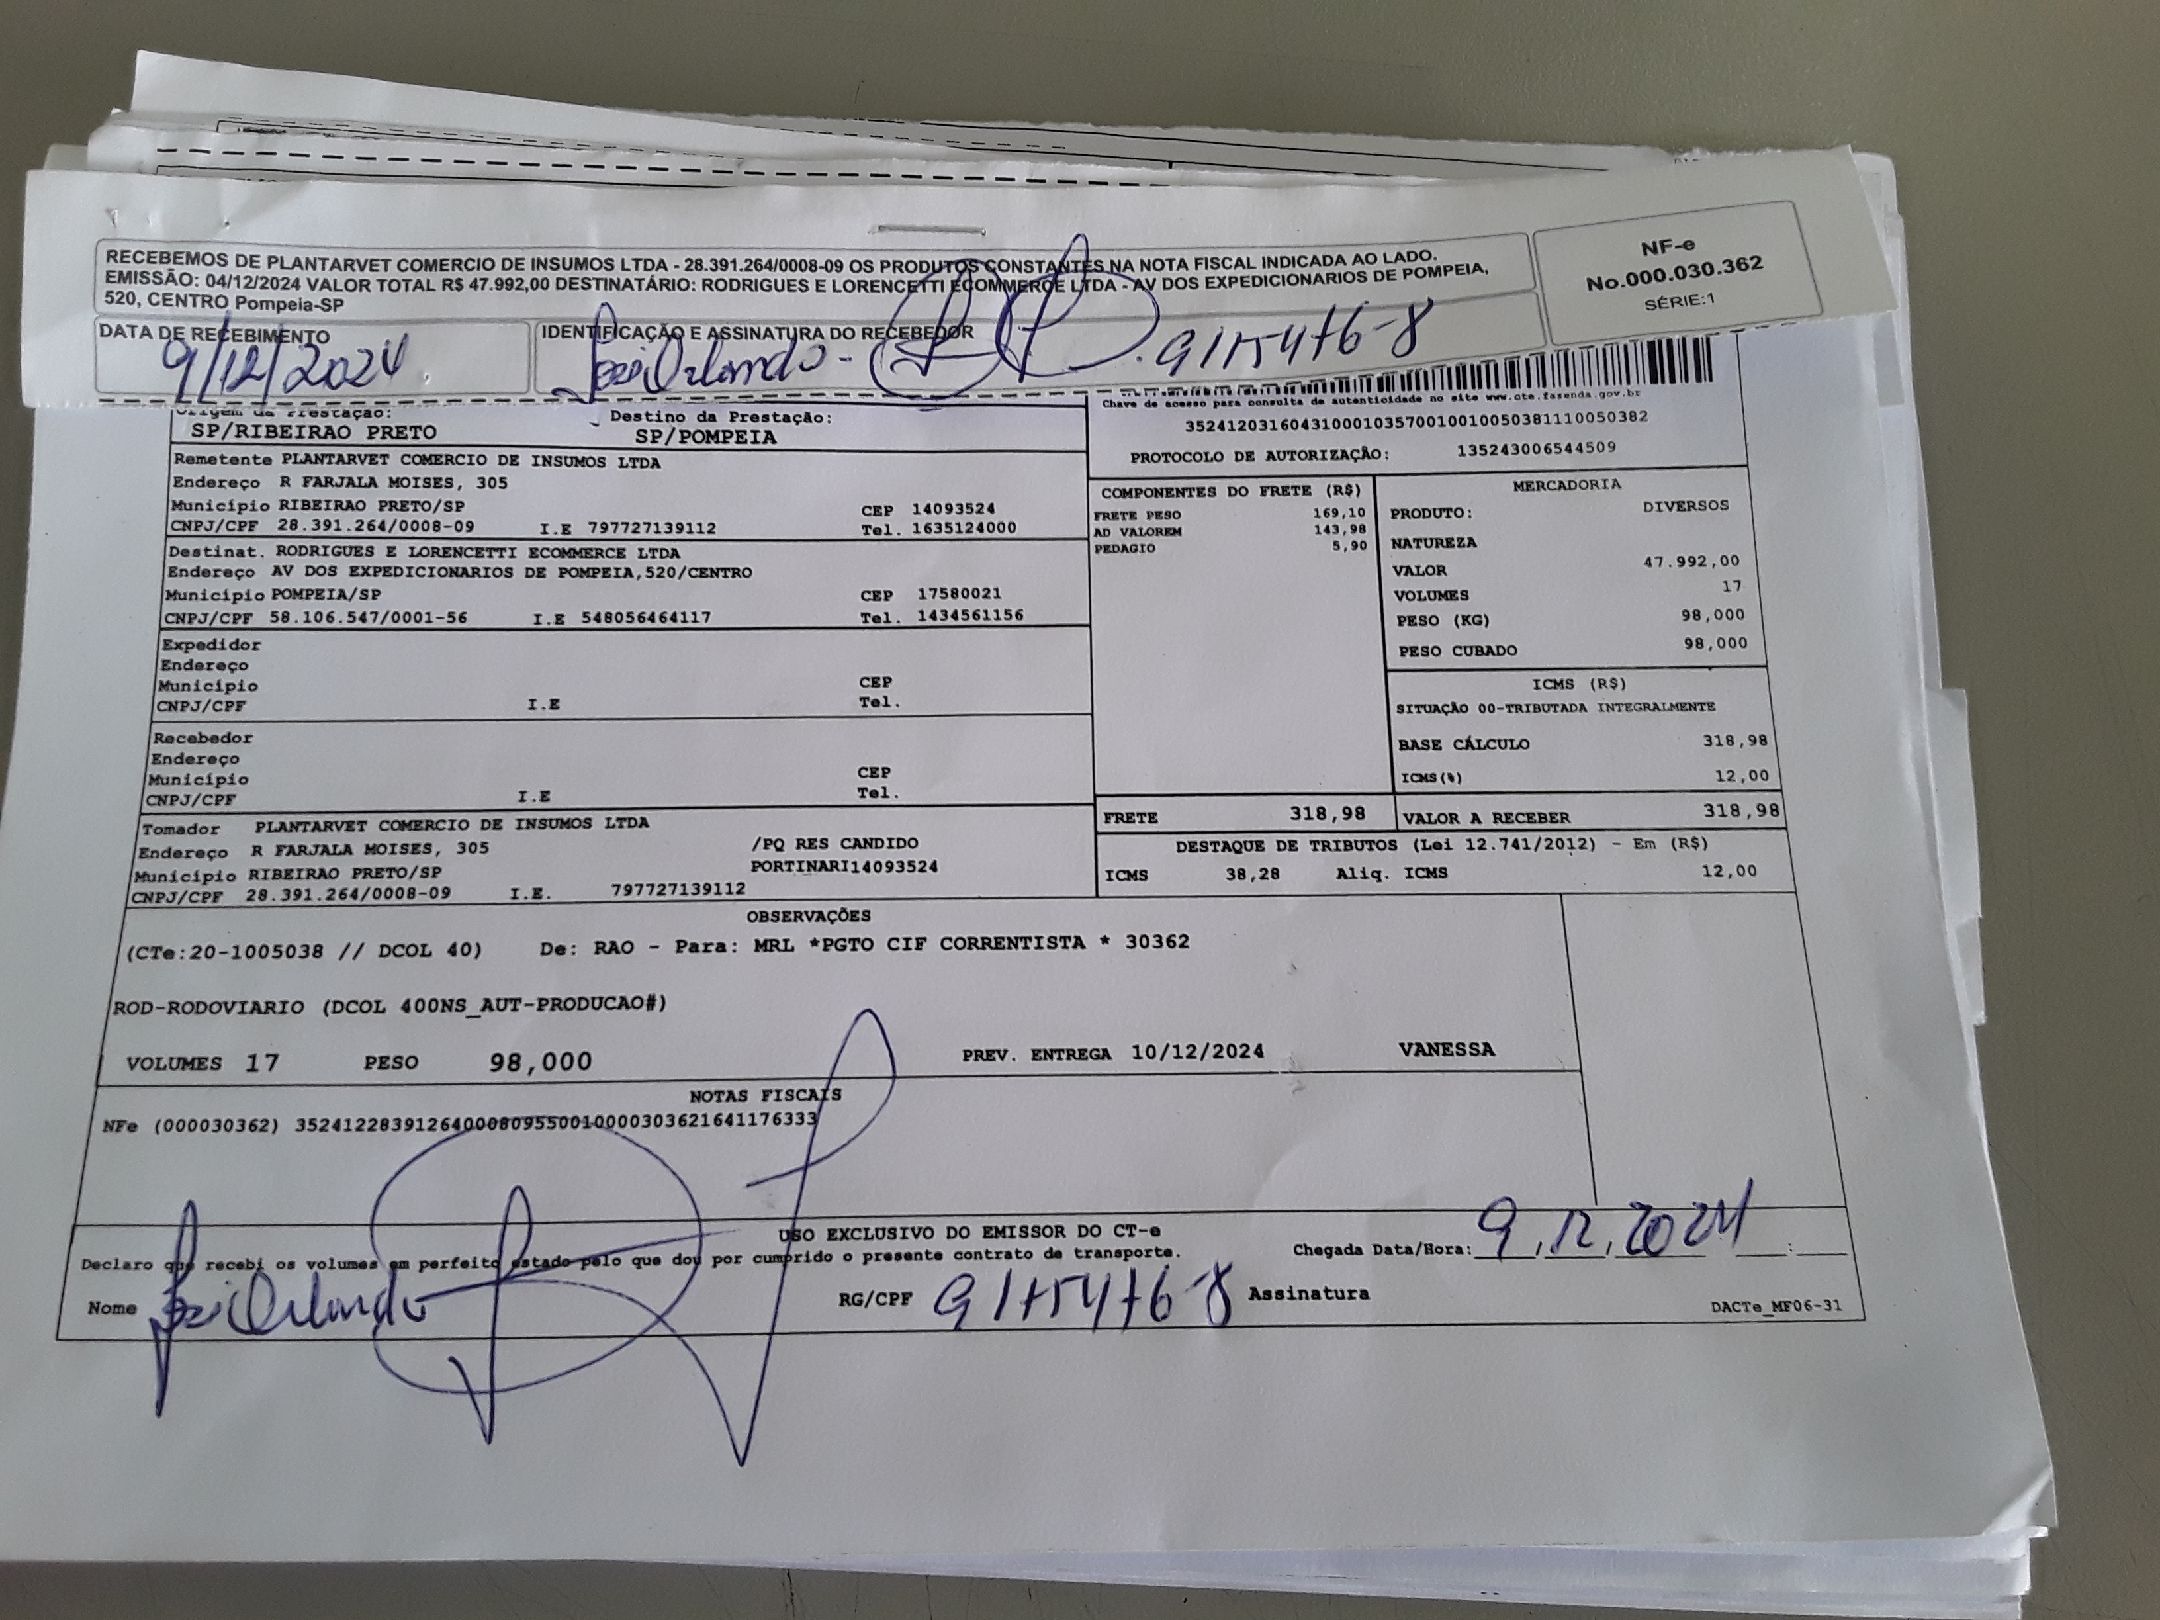 RECEBEMOS DE PLANTARVET COMERCIO DE INSUMOS LTDA - 28.391.264/0008-09 OS PRODUTOS CONSTANTES NA NOTA FISCAL INDICADA AO LADO.
EMISSÃO: 04/12/2024 VALOR TOTAL R$ 47.992,00 DESTINATÁRIO: RODRIGUES E LORENCETTI ECOMMERCE LTDA - AV DOS EXPEDICIONARIOS DE POMPEIA,
520, CENTRO Pompeia-SP
NF-e
No.000.030.362
SÉRIE:1
DATA DE RECEBIMENTO
9/12/2024
IDENTIFICAÇÃO E ASSINATURA DO RECEBEDOR
Orlando -
Chave de acesso para consulta de autenticidade no site www.cte.fazenda.gov.br
35241203160431000103570010010050381110050382
PROTOCOLO DE AUTORIZAÇÃO: 135243006544509
Origem da Prestação: Destino da Prestação:
SP/RIBEIRAO PRETO SP/POMPEIA
Remetente PLANTARVET COMERCIO DE INSUMOS LTDA
Endereço R FARJALA MOISES, 305
Município RIBEIRAO PRETO/SP CEP 14093524
CNPJ/CPF 28.391.264/0008-09 I.E 797727139112 Tel. 1635124000
Destinat. RODRIGUES E LORENCETTI ECOMMERCE LTDA
Endereço AV DOS EXPEDICIONARIOS DE POMPEIA,520/CENTRO
Município POMPEIA/SP CEP 17580021
CNPJ/CPF 58.106.547/0001-56 I.E 548056464117 Tel. 1434561156
Expedidor
Endereço
Município CEP
CNPJ/CPF I.E Tel.
Recebedor
Endereço
Município CEP
CNPJ/CPF I.E Tel.
Tomador PLANTARVET COMERCIO DE INSUMOS LTDA
Endereço R FARJALA MOISES, 305 /PQ RES CANDIDO
Município RIBEIRAO PRETO/SP PORTINARI14093524
CNPJ/CPF 28.391.264/0008-09 I.E. 797727139112
COMPONENTES DO FRETE (R$)
FRETE PESO 169,10
AD VALOREM 143,98
PEDAGIO 5,90
MERCADORIA
PRODUTO: DIVERSOS
NATUREZA
VALOR 47.992,00
VOLUMES 17
PESO (KG) 98,000
PESO CUBADO 98,000
ICMS (R$)
SITUAÇÃO 00-TRIBUTADA INTEGRALMENTE
BASE CÁLCULO 318,98
ICMS(%) 12,00
FRETE 318,98 VALOR A RECEBER 318,98
DESTAQUE DE TRIBUTOS (Lei 12.741/2012) - Em (R$)
ICMS 38,28 Aliq. ICMS 12,00
OBSERVAÇÕES
(CTe:20-1005038 // DCOL 40) De: RAO - Para: MRL *PGTO CIF CORRENTISTA * 30362
ROD-RODOVIARIO (DCOL 400NS_AUT-PRODUCAO#)
VOLUMES 17 PESO 98,000 PREV. ENTREGA 10/12/2024 VANESSA
NOTAS FISCAIS
NFe (000030362) 35241228391264000809550010000303621641176333
USO EXCLUSIVO DO EMISSOR DO CT-e
Declaro que recebi os volumes em perfeito estado pelo que dou por cumprido o presente contrato de transporte.
Chegada Data/Hora: 9.12.2024 :
Nome Orlando RG/CPF Assinatura
DACTe_MF06-31